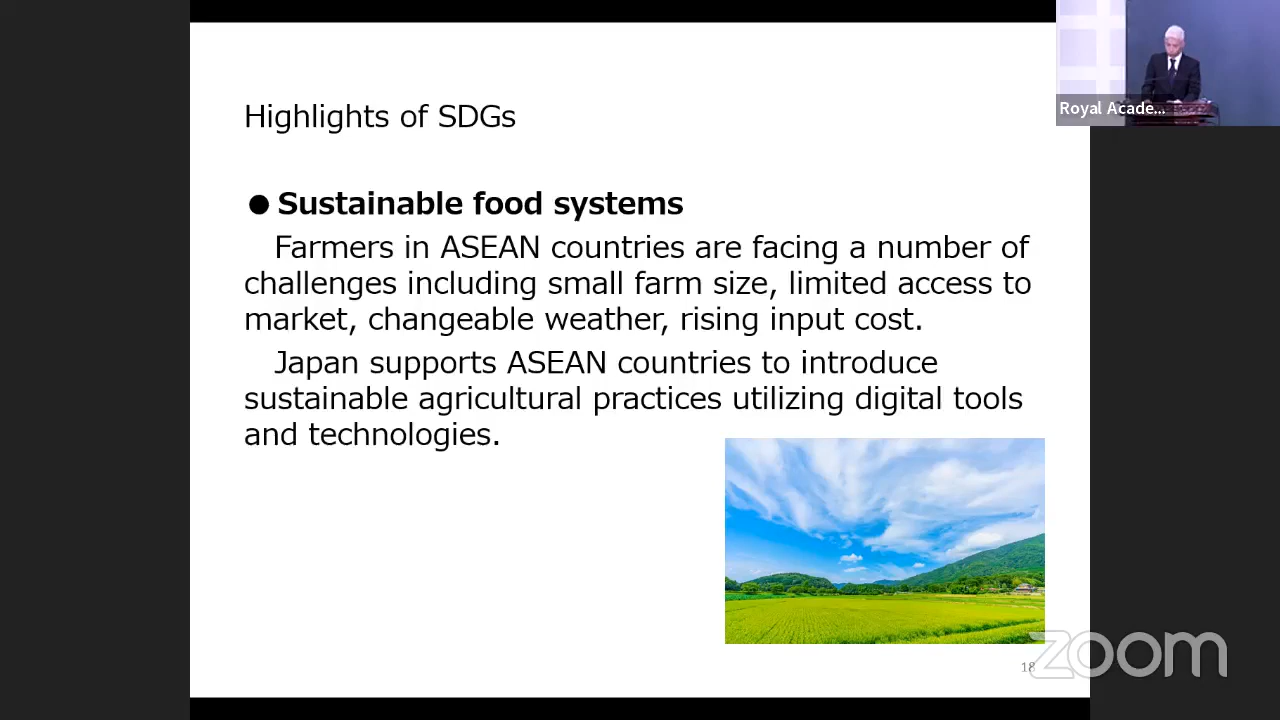 Highlights of SDGs
● Sustainable food systems
Farmers in ASEAN countries are facing a number of
challenges including small farm size, limited access to
market, changeable weather, rising input cost.
Japan supports ASEAN countries to introduce
sustainable agricultural practices utilizing digital tools
and technologies.
18
Royal Acade...
zoom